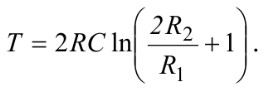 T = 2RC ln(2R₂/R₁ + 1).